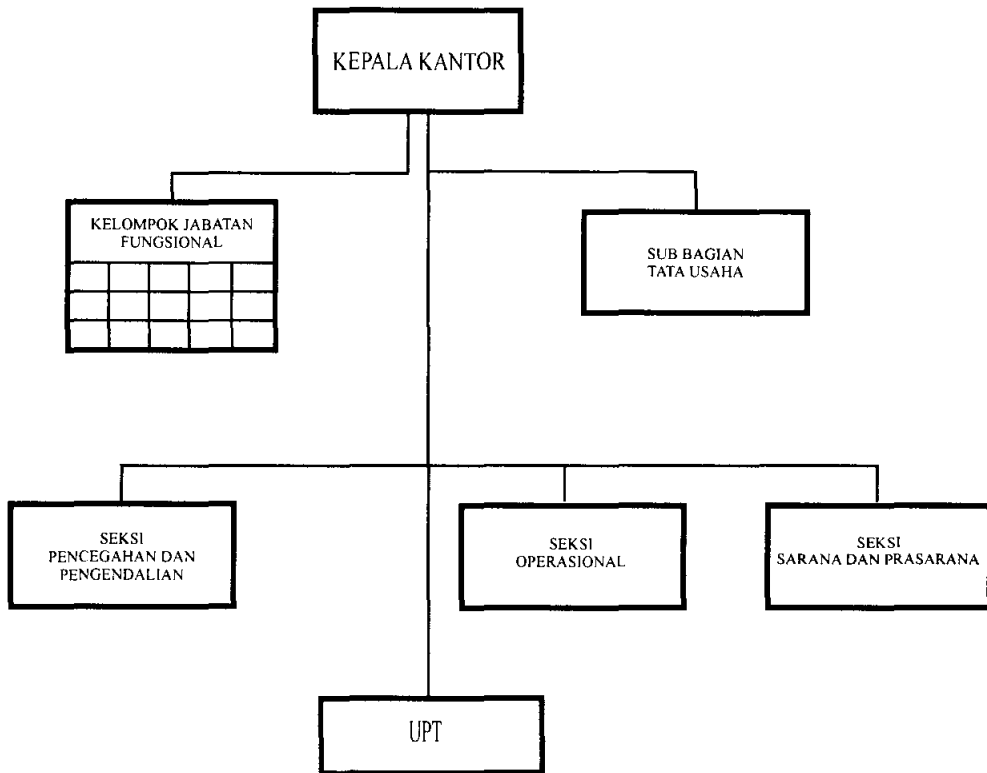 KEPALA KANTOR
KELOMPOK JABATAN
FUNGSIONAL
SUB BAGIAN
TATA USAHA
SEKSI
PENCEGAHAN DAN
PENGENDALIAN
SEKSI
OPERASIONAL
SEKSI
SARANA DAN PRASARANA
UPT